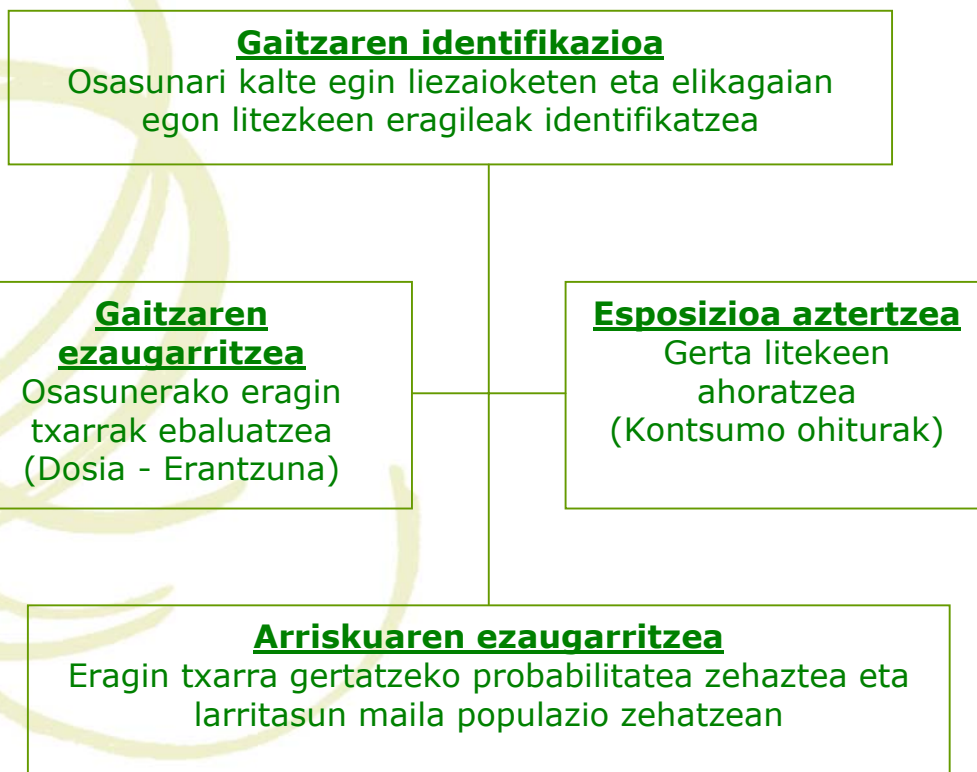 Gaitzaren identifikazioa
Osasunari kalte egin liezaioketen eta elikagaian
egon litezkeen eragileak identifikatzea
Gaitzaren
ezaugarritzea
Osasunerako eragin
txarrak ebaluatzea
(Dosia - Erantzuna)
Esposizioa aztertzea
Gerta litekeen
ahoratzea
(Kontsumo ohiturak)
Arriskuaren ezaugarritzea
Eragin txarra gertatzeko probabilitatea zehaztea eta
larritasun maila populazio zehatzean